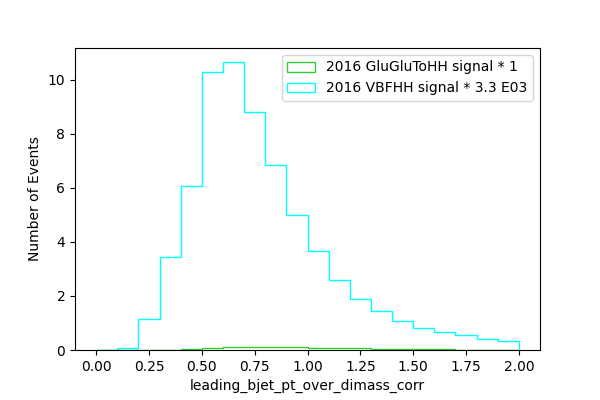 2016 GluGluToHH signal * 1
2016 VBFHH signal * 3.3 E03
Number of Events
10
8
6
4
2
0
0.00 0.25 0.50 0.75 1.00 1.25 1.50 1.75 2.00
leading_bjet_pt_over_dimass_corr